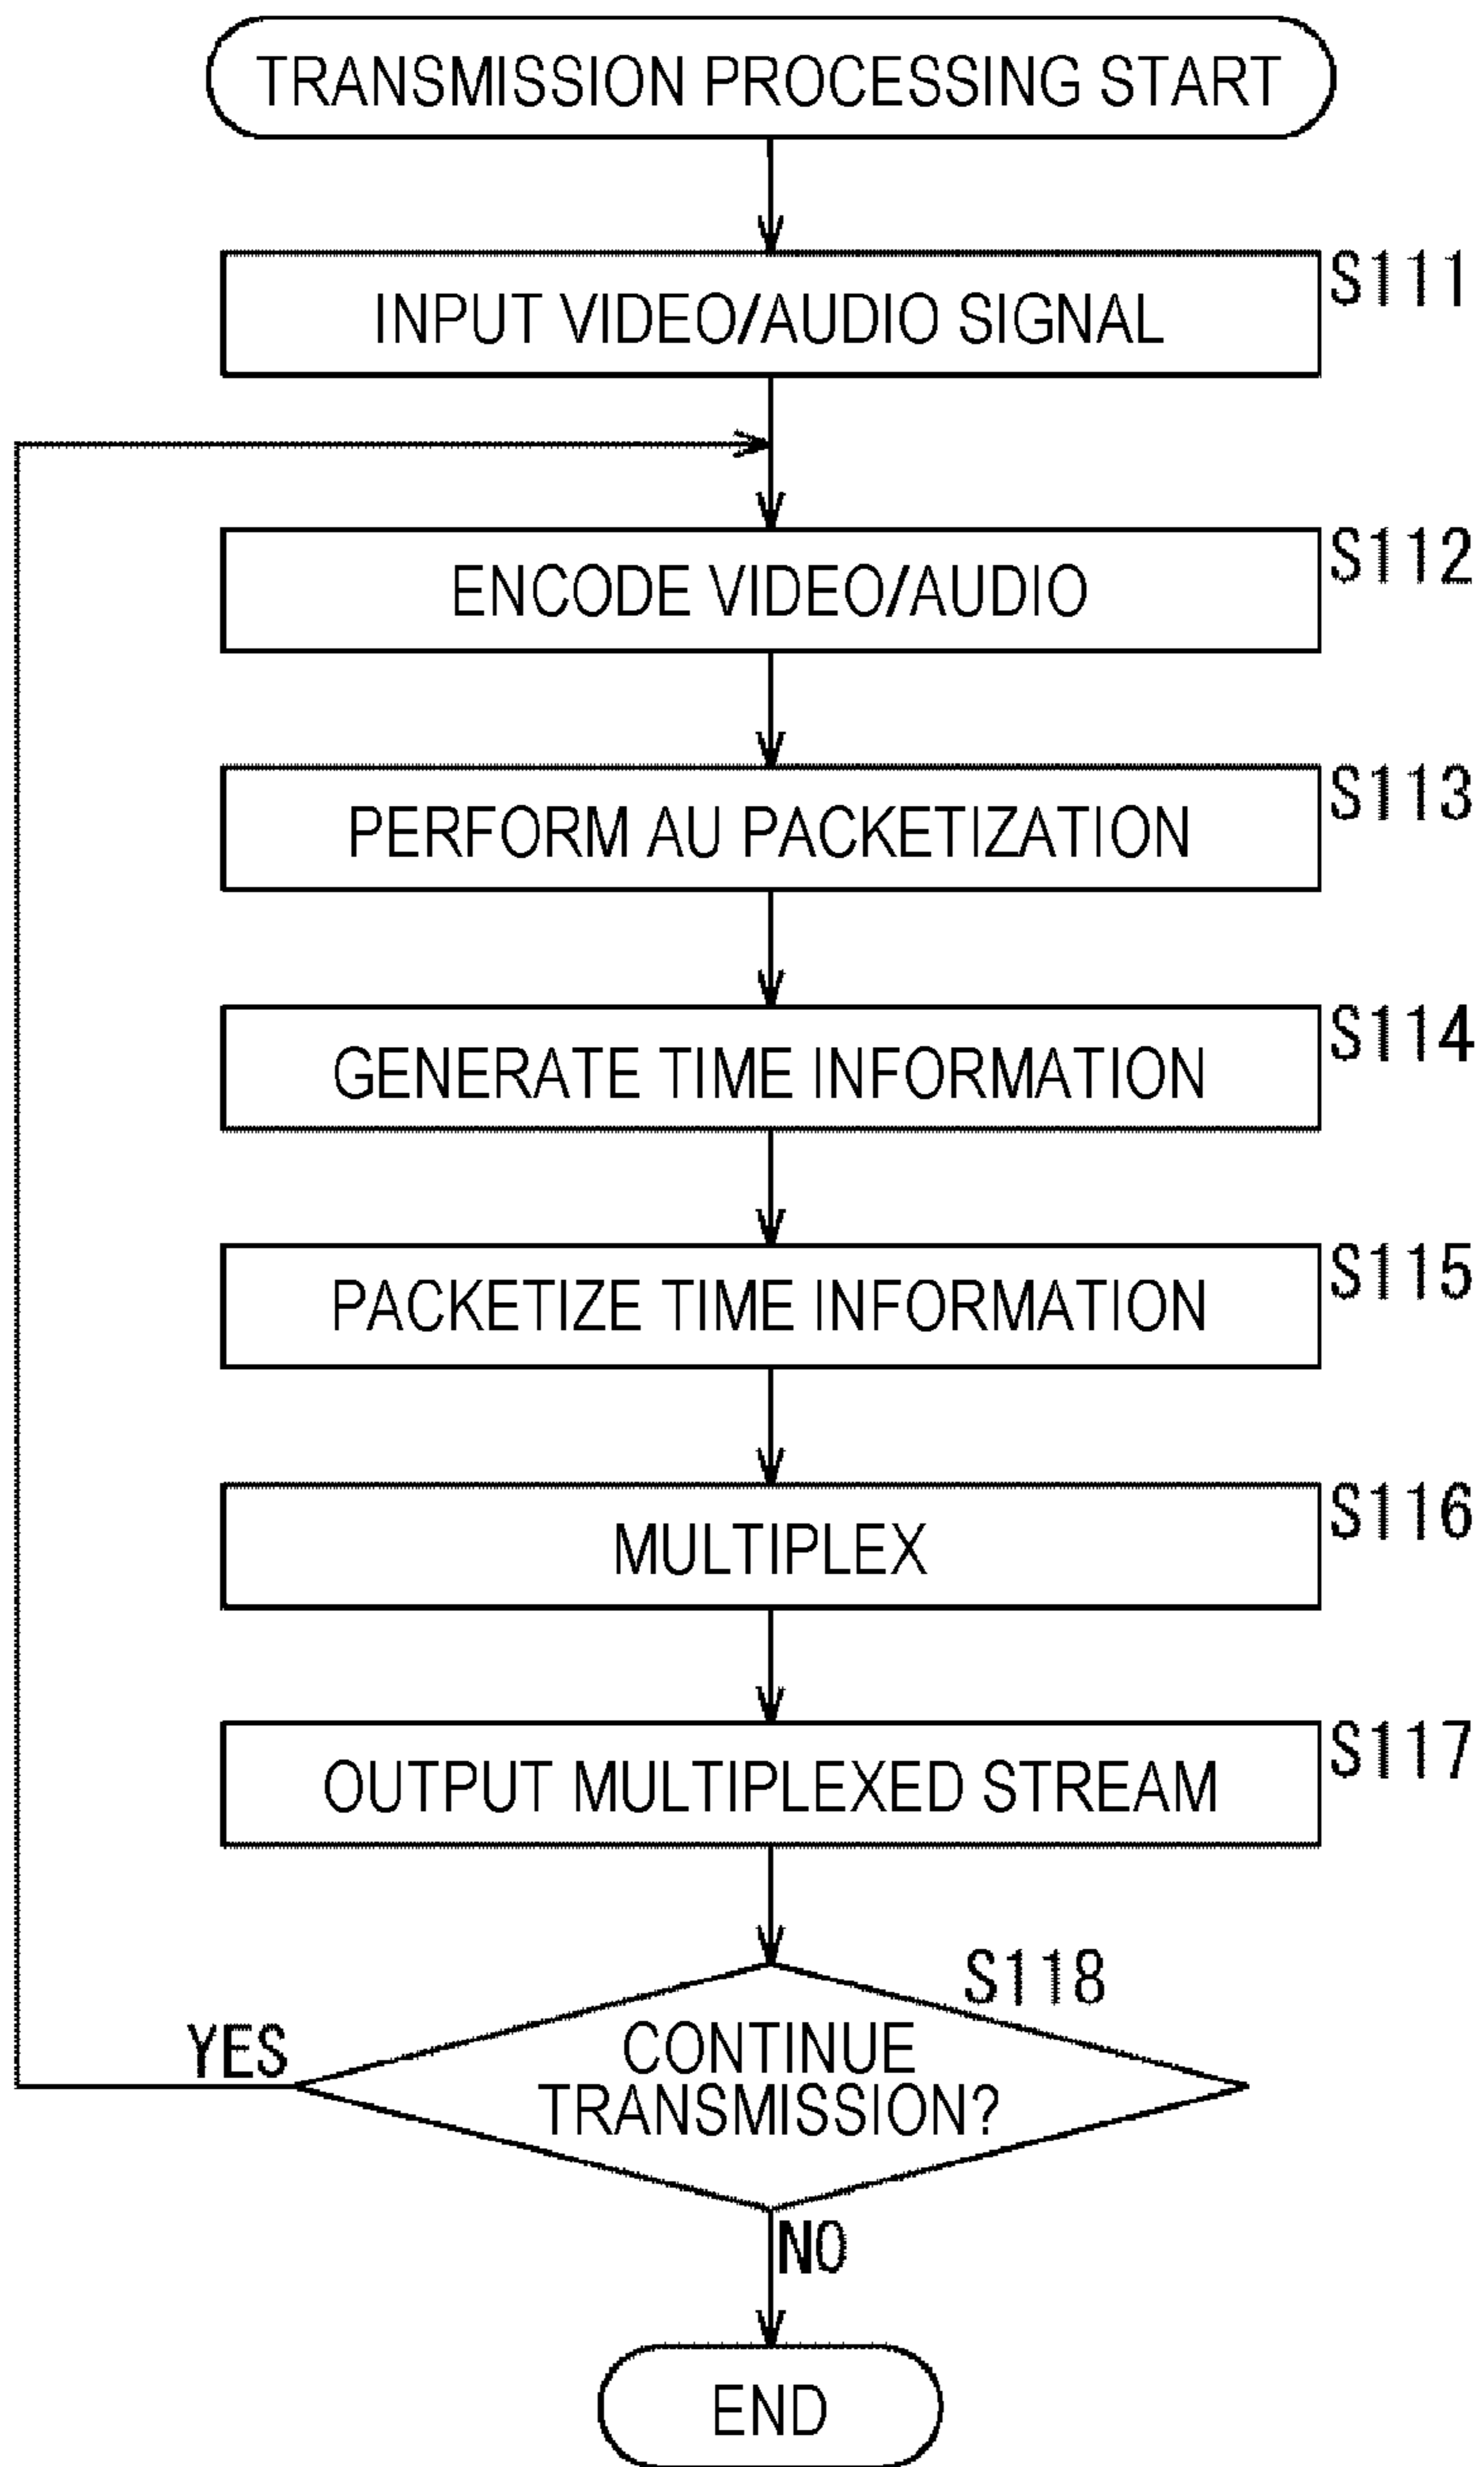 TRANSMISSION PROCESSING START
S111
INPUT VIDEO/AUDIO SIGNAL
S112
ENCODE VIDEO/AUDIO
S113
PERFORM AU PACKETIZATION
S114
GENERATE TIME INFORMATION
S115
PACKETIZE TIME INFORMATION
S116
MULTIPLEX
S117
OUTPUT MULTIPLEXED STREAM
S118
YES
CONTINUE
TRANSMISSION?
NO
END